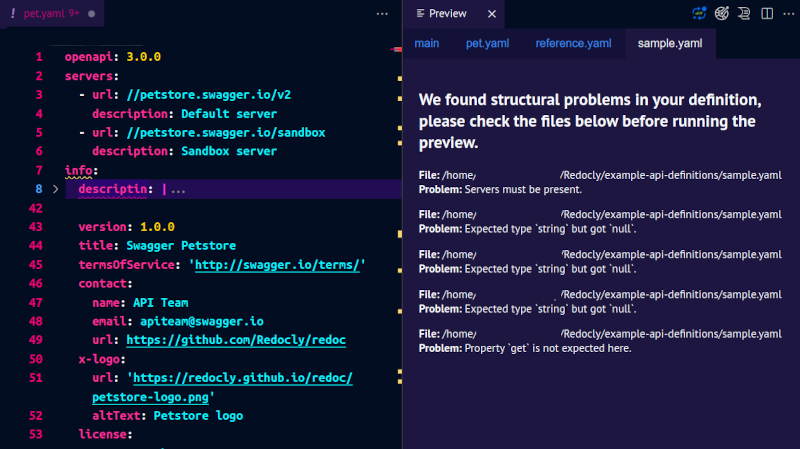 ! pet.yaml 9+
Preview
main pet.yaml reference.yaml sample.yaml
1 openapi: 3.0.0
2 servers:
3 - url: //petstore.swagger.io/v2
4 description: Default server
5 - url: //petstore.swagger.io/sandbox
6 description: Sandbox server
7 info:
8 descriptin: |...
42
43 version: 1.0.0
44 title: Swagger Petstore
45 termsOfService: 'http://swagger.io/terms/'
46 contact:
47 name: API Team
48 email: apiteam@swagger.io
49 url: https://github.com/Redocly/redoc
50 x-logo:
51 url: 'https://redocly.github.io/redoc/
petstore-logo.png'
52 altText: Petstore logo
53 license:
We found structural problems in your definition,
please check the files below before running the
preview.
File: /home/ /Redocly/example-api-definitions/sample.yaml
Problem: Servers must be present.
File: /home/ /Redocly/example-api-definitions/sample.yaml
Problem: Expected type `string` but got `null`.
File: /home/ /Redocly/example-api-definitions/sample.yaml
Problem: Expected type `string` but got `null`.
File: /home/ /Redocly/example-api-definitions/sample.yaml
Problem: Expected type `string` but got `null`.
File: /home/ /Redocly/example-api-definitions/sample.yaml
Problem: Property `get` is not expected here.